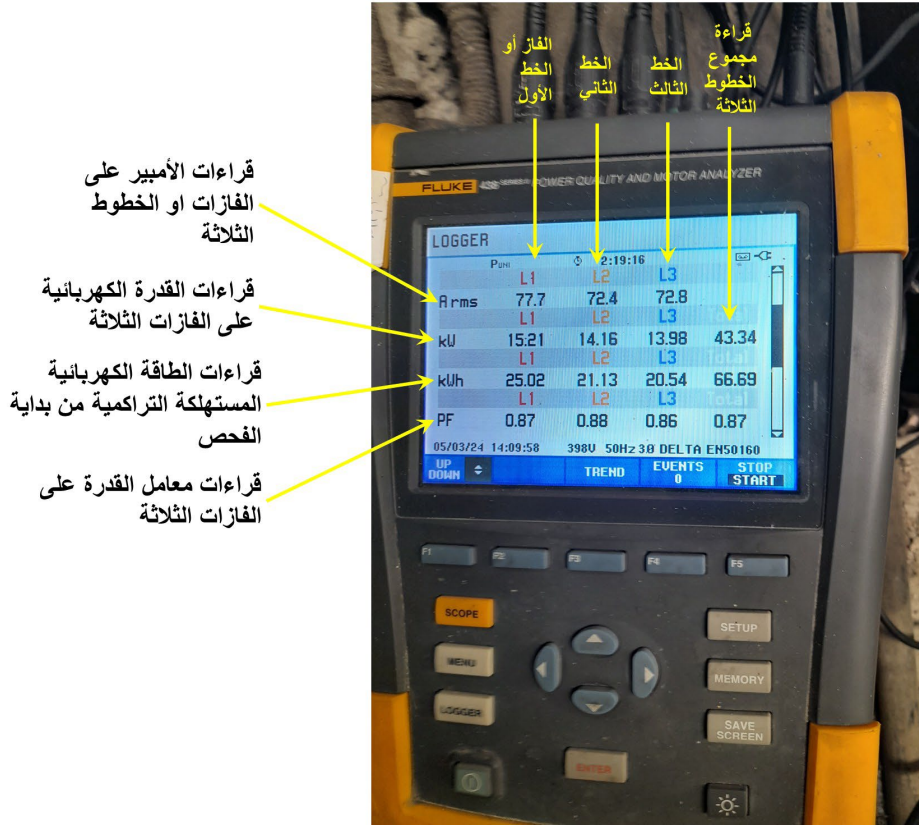 الفاز أو
الخط
الأول
الخط
الثاني
الخط
الثالث
قراءة
مجموع
الخطوط
الثلاثة
قراءات الأمبير على
الفازات او الخطوط
الثلاثة
قراءات القدرة الكهربائية
على الفازات الثلاثة
قراءات الطاقة الكهربائية
المستهلكة التراكمية من بداية
الفحص
قراءات معامل القدرة على
الفازات الثلاثة
FLUKE 438 POWER QUALITY AND MOTOR ANALYZER
LOGGER
PUNI 2:19:16
L1 L2 L3
A rms 77.7 72.4 72.8
L1 L2 L3 Total
kW 15.21 14.16 13.98 43.34
L1 L2 L3 Total
kWh 25.02 21.13 20.54 66.69
L1 L2 L3 Total
PF 0.87 0.88 0.86 0.87
05/03/24 14:09:58 398V 50Hz 3Ø DELTA EN50160
UP
DOWN
TREND
EVENTS
0
STOP
START
F1 F2 F3 F4 F5
SCOPE
SETUP
MENU
MEMORY
LOGGER
SAVE
SCREEN
ENTER